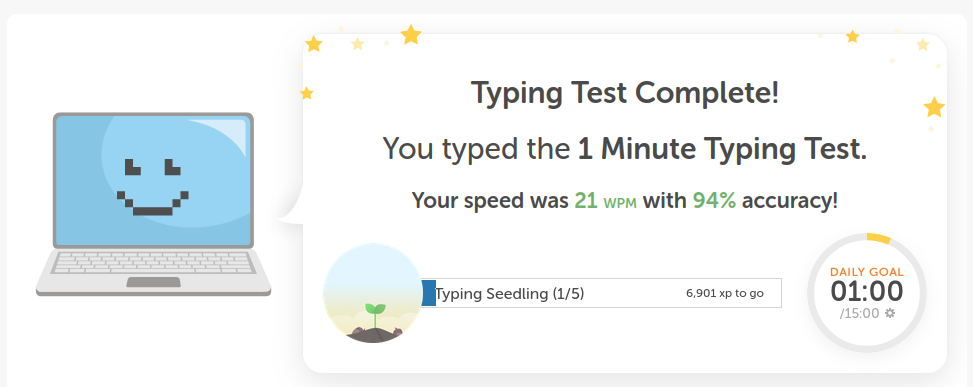 Typing Test Complete!
You typed the 1 Minute Typing Test.
Your speed was 21 WPM with 94% accuracy!
Typing Seedling (1/5) 6,901 xp to go
DAILY GOAL
01:00
/15:00